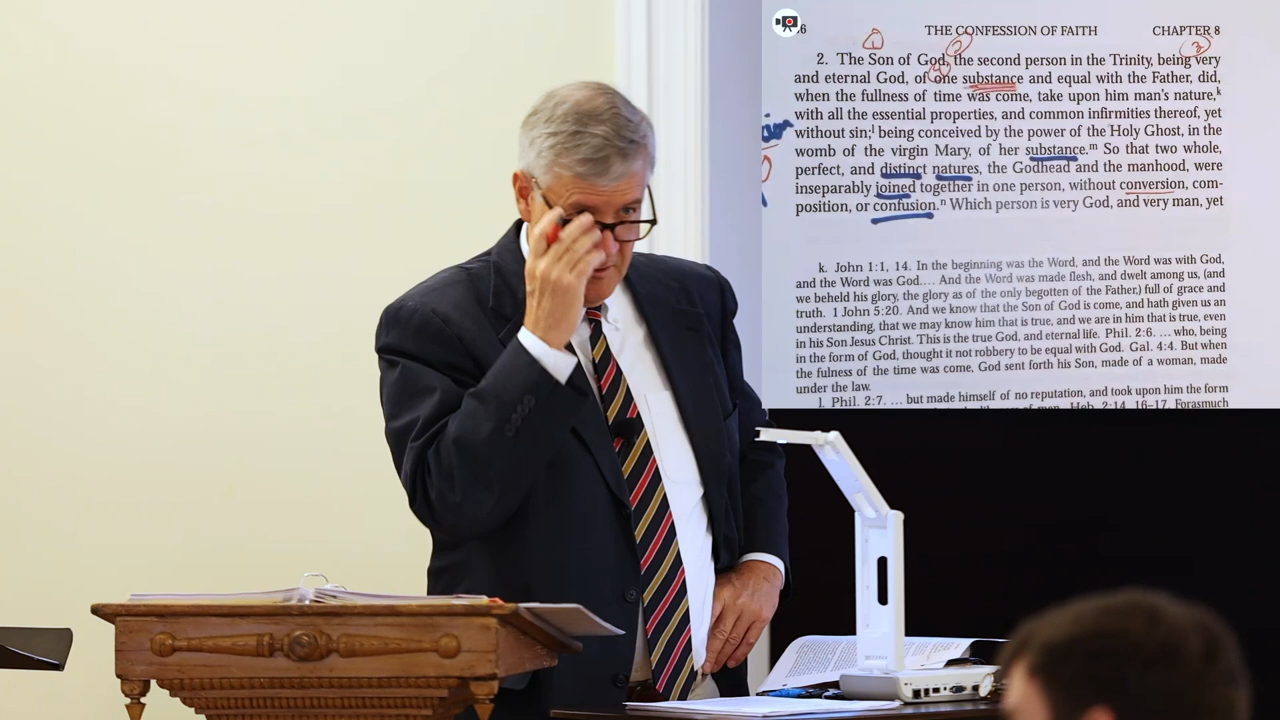 6 THE CONFESSION OF FAITH CHAPTER 8
1 2 3
2. The Son of God, the second person in the Trinity, being very
4
and eternal God, of one substance and equal with the Father, did,
when the fullness of time was come, take upon him man's nature,k
with all the essential properties, and common infirmities thereof, yet
without sin;l being conceived by the power of the Holy Ghost, in the
womb of the virgin Mary, of her substance.m So that two whole,
perfect, and distinct natures, the Godhead and the manhood, were
inseparably joined together in one person, without conversion, com-
position, or confusion.n Which person is very God, and very man, yet
k. John 1:1, 14. In the beginning was the Word, and the Word was with God,
and the Word was God.... And the Word was made flesh, and dwelt among us, (and
we beheld his glory, the glory as of the only begotten of the Father,) full of grace and
truth. 1 John 5:20. And we know that the Son of God is come, and hath given us an
understanding, that we may know him that is true, and we are in him that is true, even
in his Son Jesus Christ. This is the true God, and eternal life. Phil. 2:6. ... who, being
in the form of God, thought it not robbery to be equal with God. Gal. 4:4. But when
the fulness of the time was come, God sent forth his Son, made of a woman, made
under the law.
l. Phil. 2:7. ... but made himself of no reputation, and took upon him the form
of men. Heb. 2:14, 16–17. Forasmuch